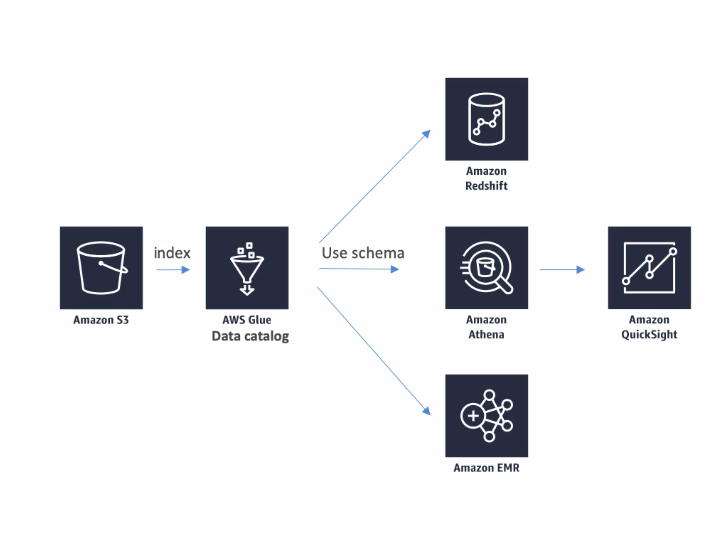 Amazon
Redshift
index
Use schema
Amazon S3
AWS Glue
Data catalog
Amazon
Athena
Amazon
QuickSight
Amazon EMR